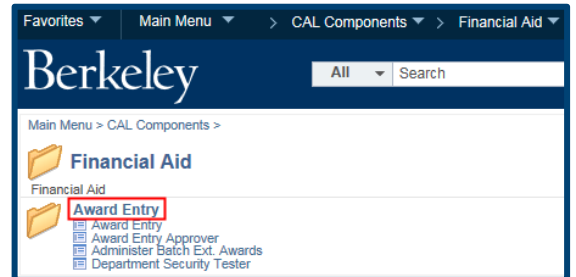 Favorites Main Menu > CAL Components > Financial Aid
Berkeley All Search
Main Menu > CAL Components >
Financial Aid
Financial Aid
Award Entry
Award Entry
Award Entry Approver
Administer Batch Ext. Awards
Department Security Tester